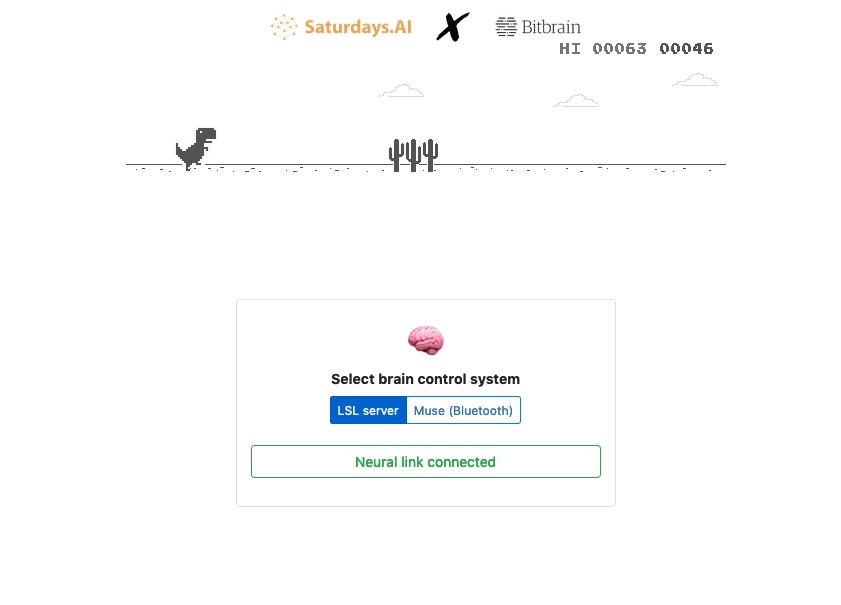 Saturdays.AI X Bitbrain
HI 00063 00046
Select brain control system
LSL server Muse (Bluetooth)
Neural link connected